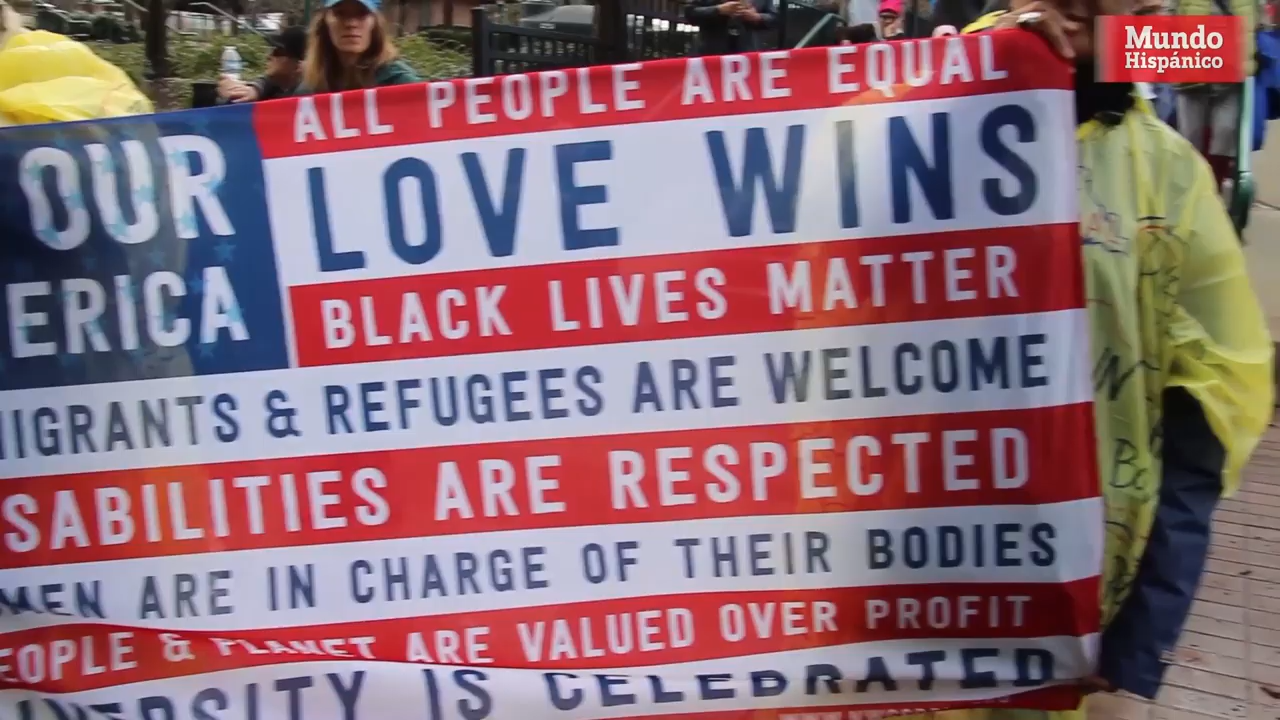 Mundo
Hispánico
ALL PEOPLE ARE EQUAL
OUR
LOVE WINS
ERICA
BLACK LIVES MATTER
IGRANTS & REFUGEES ARE WELCOME
SABILITIES ARE RESPECTED
MEN ARE IN CHARGE OF THEIR BODIES
EOPLE & PLANET ARE VALUED OVER PROFIT
VERSITY IS CELEBRATED